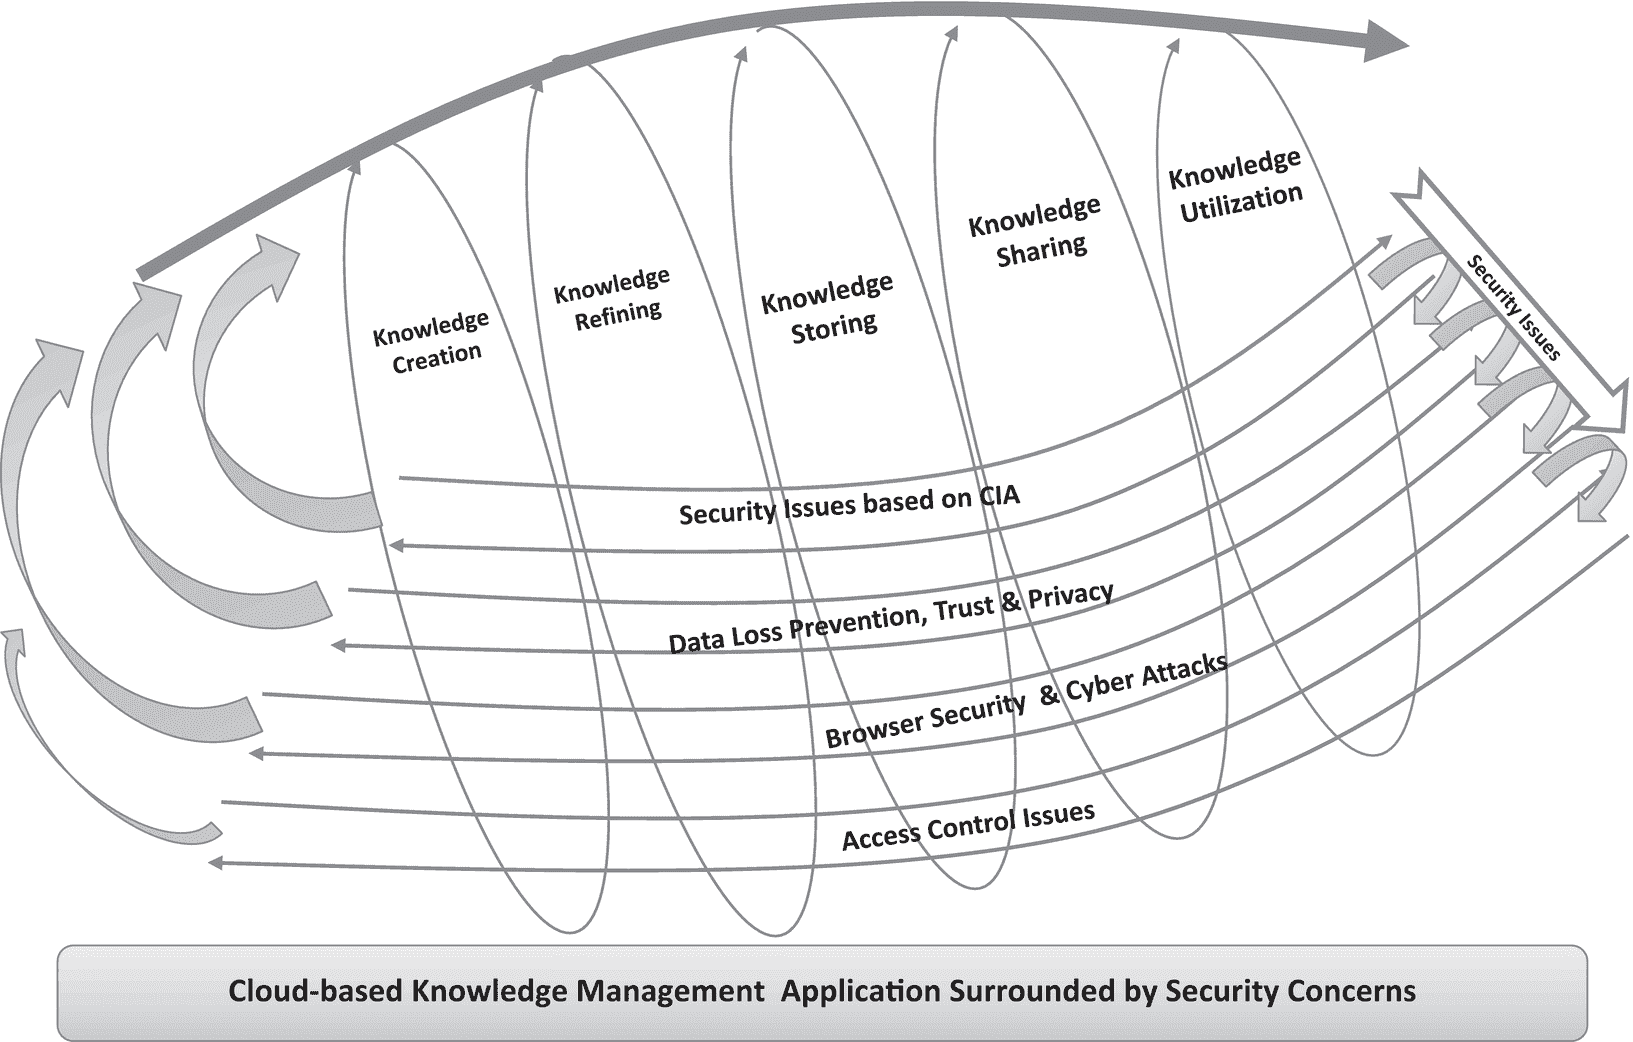 Knowledge
Creation
Knowledge
Refining
Knowledge
Storing
Knowledge
Sharing
Knowledge
Utilization
Security Issues
Security Issues based on CIA
Data Loss Prevention, Trust & Privacy
Browser Security & Cyber Attacks
Access Control Issues
Cloud-based Knowledge Management Application Surrounded by Security Concerns